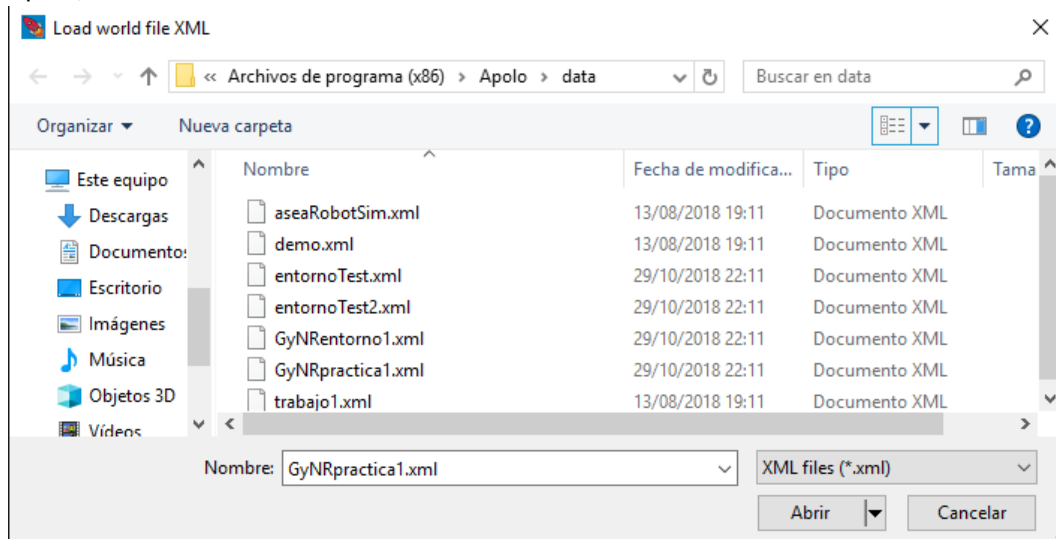 Load world file XML
« Archivos de programa (x86) > Apolo > data
Buscar en data
Organizar
Nueva carpeta
Nombre
Fecha de modifica...
Tipo
Tama
Este equipo
Descargas
Documento
Escritorio
Imágenes
Música
Objetos 3D
Vídeos
aseaRobotSim.xml 13/08/2018 19:11 Documento XML
demo.xml 13/08/2018 19:11 Documento XML
entornoTest.xml 29/10/2018 22:11 Documento XML
entornoTest2.xml 29/10/2018 22:11 Documento XML
GyNRentorno1.xml 29/10/2018 22:11 Documento XML
GyNRpractica1.xml 29/10/2018 22:11 Documento XML
trabajo1.xml 13/08/2018 19:11 Documento XML
Nombre: GyNRpractica1.xml
XML files (*.xml)
Abrir
Cancelar